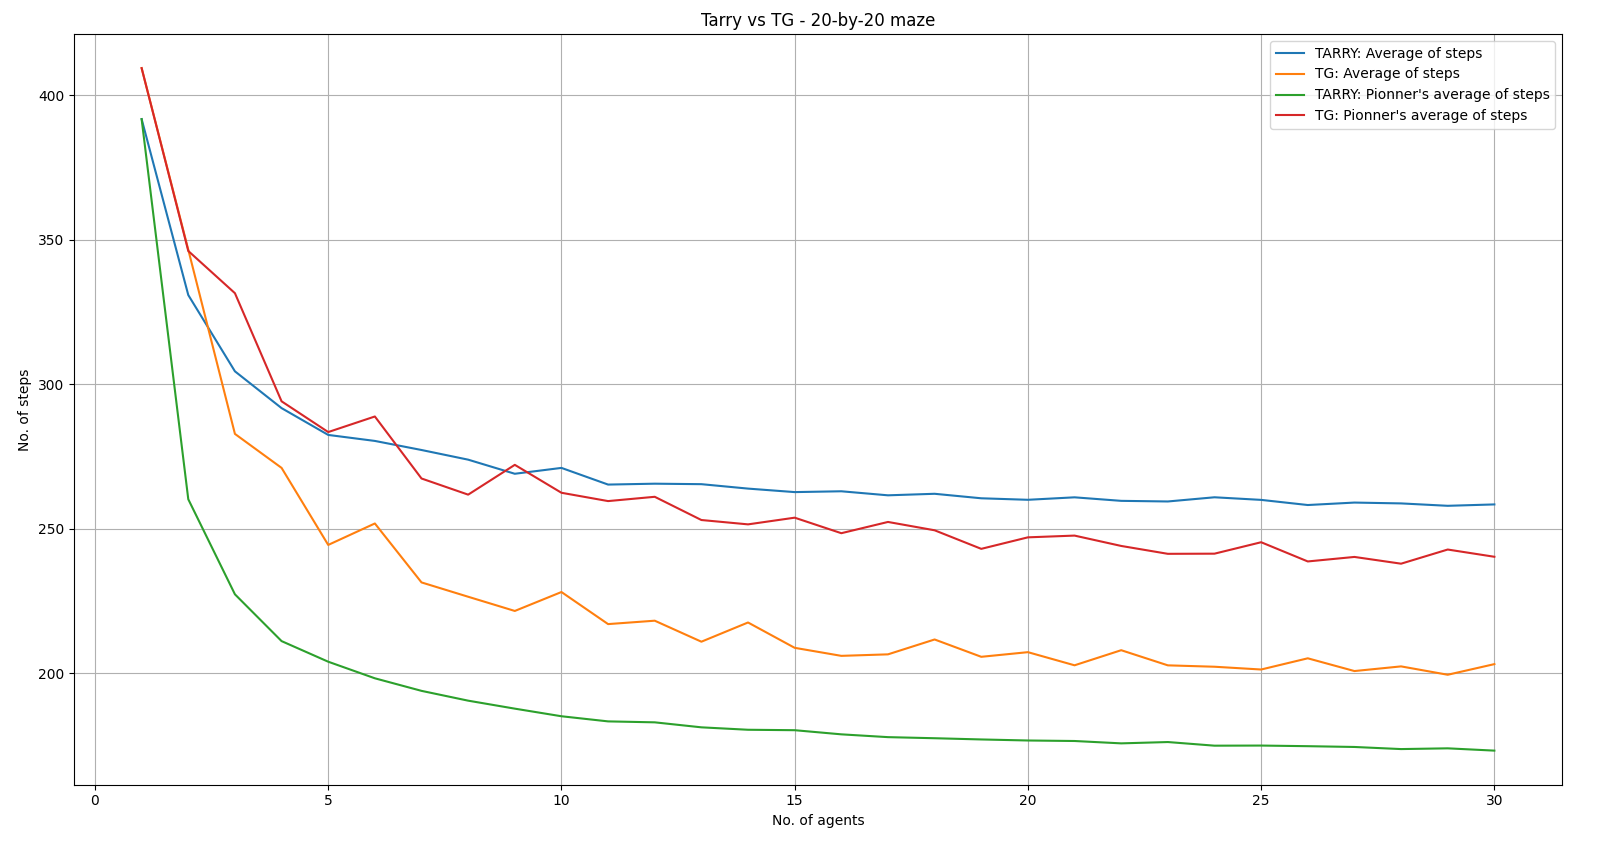 Tarry vs TG - 20-by-20 maze
TARRY: Average of steps
TG: Average of steps
TARRY: Pionner's average of steps
TG: Pionner's average of steps
No. of steps
400
350
300
250
200
0 5 10 15 20 25 30
No. of agents